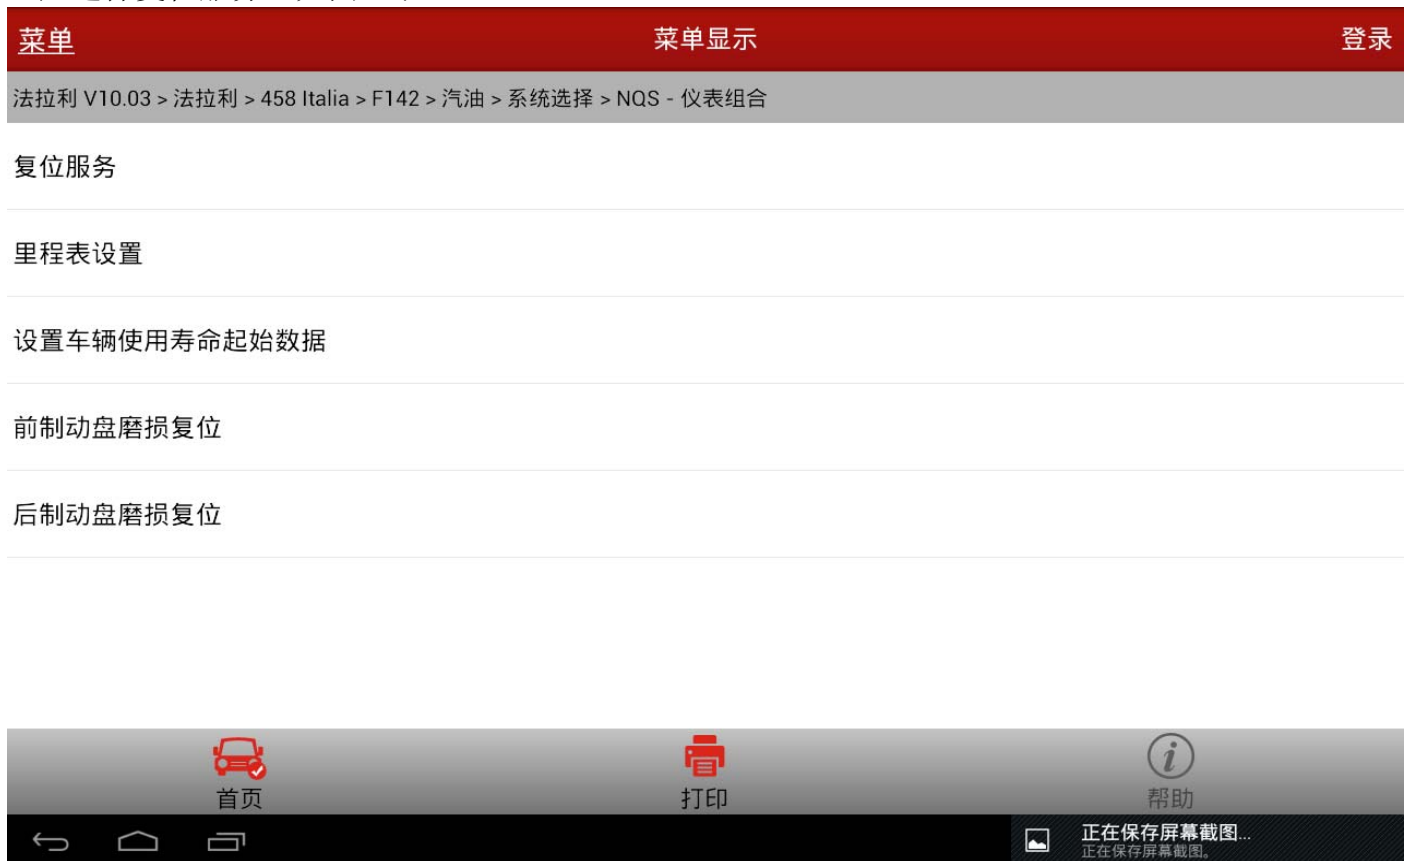 菜单 菜单显示 登录
法拉利 V10.03 > 法拉利 > 458 Italia > F142 > 汽油 > 系统选择 > NQS - 仪表组合
复位服务
里程表设置
设置车辆使用寿命起始数据
前制动盘磨损复位
后制动盘磨损复位
首页 打印 帮助
正在保存屏幕截图...
正在保存屏幕截图。